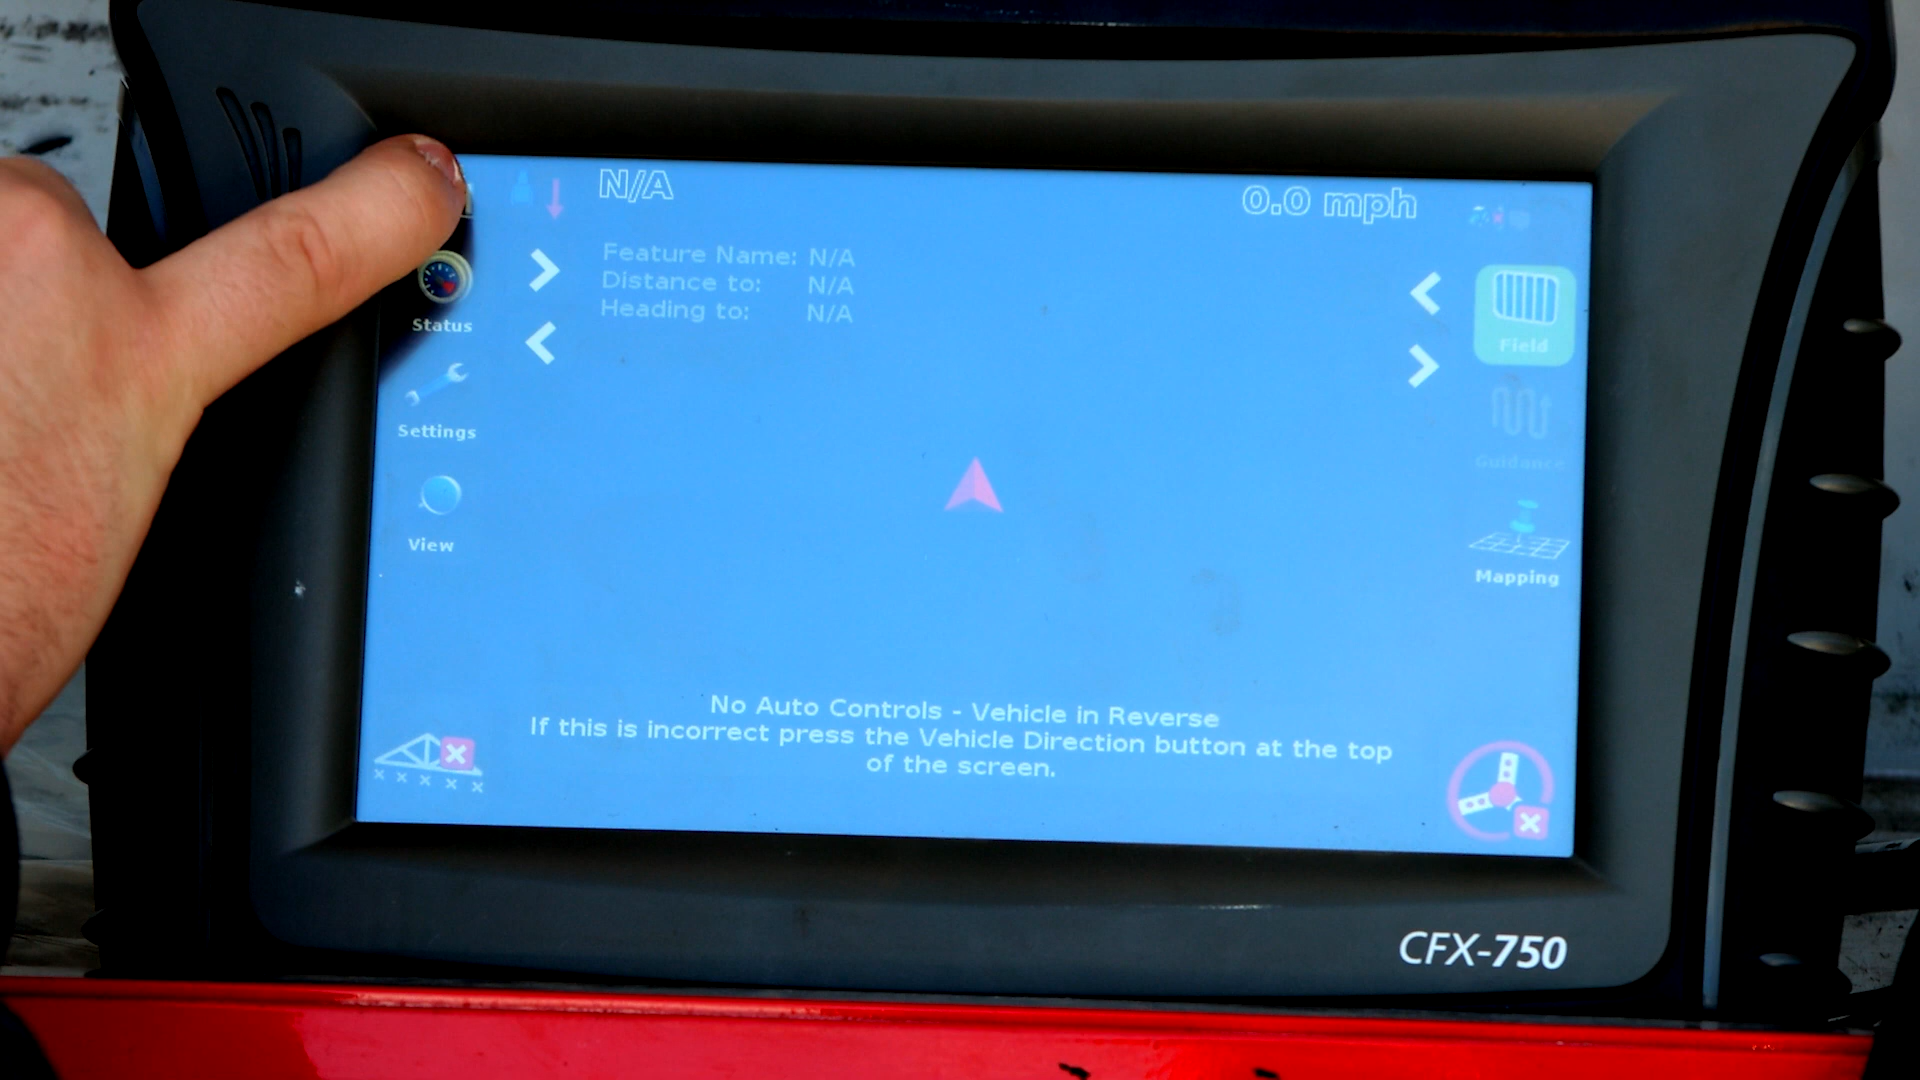 N/A
0.0 mph
Feature Name: N/A
Distance to: N/A
Heading to: N/A
Status
Settings
View
Field
Guidance
Mapping
No Auto Controls - Vehicle in Reverse
If this is incorrect press the Vehicle Direction button at the top
of the screen.
CFX-750